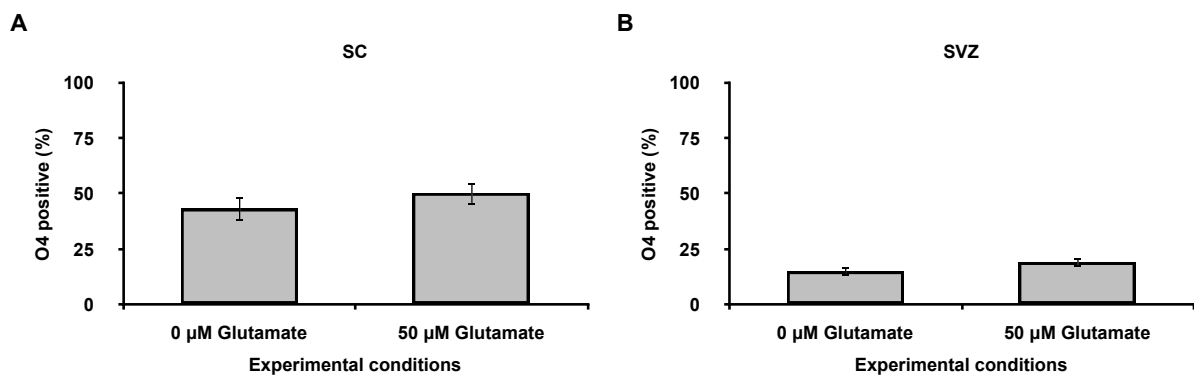 A
SC
100
75
50
25
0
O4 positive (%)
0 µM Glutamate
50 µM Glutamate
Experimental conditions
B
SVZ
100
75
50
25
0
O4 positive (%)
0 µM Glutamate
50 µM Glutamate
Experimental conditions